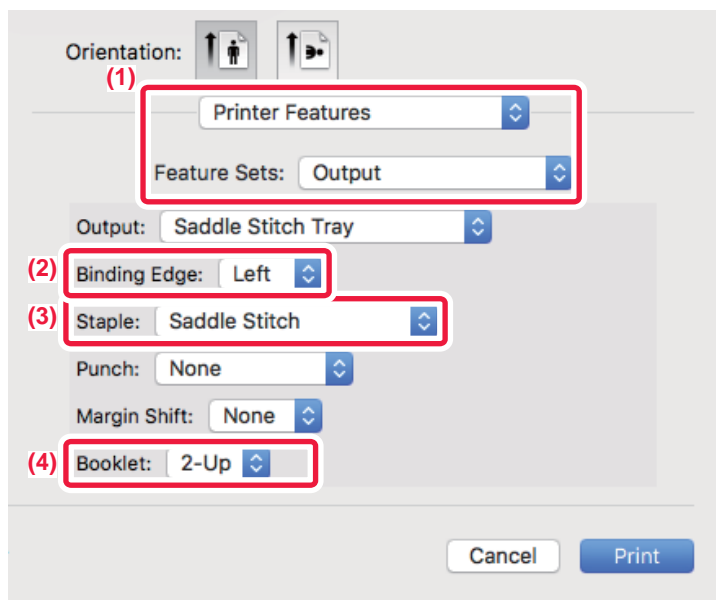 Orientation:
(1)
Printer Features
Feature Sets: Output
Output: Saddle Stitch Tray
(2) Binding Edge: Left
(3) Staple: Saddle Stitch
Punch: None
Margin Shift: None
(4) Booklet: 2-Up
Cancel Print